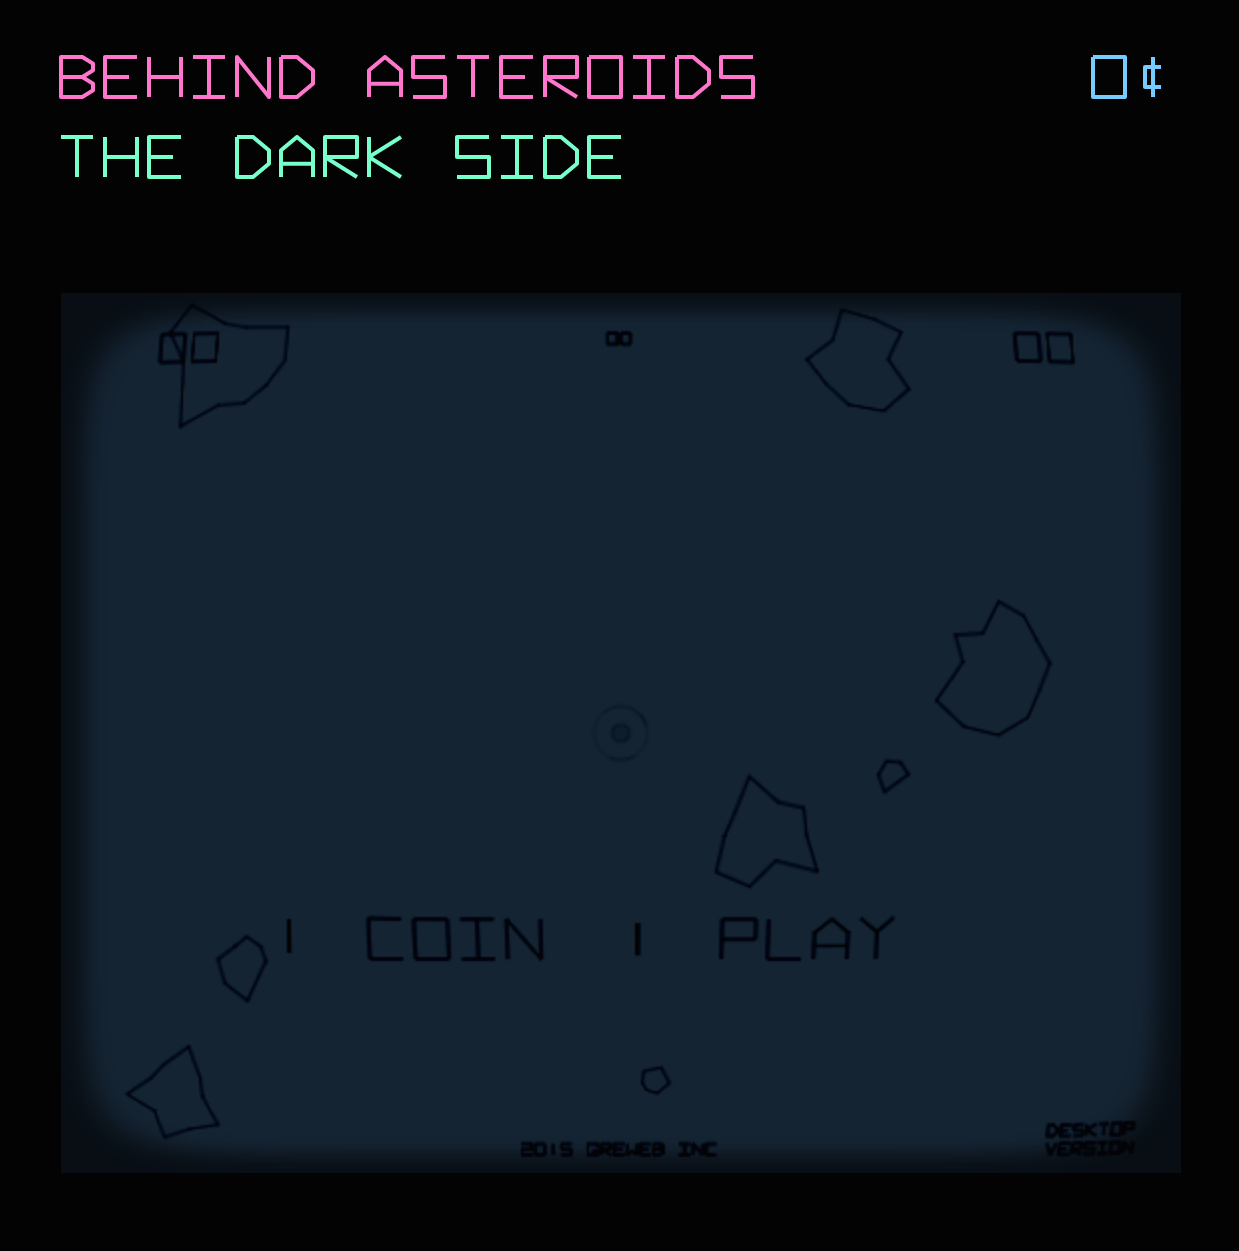 BEHIND ASTEROIDS 0¢
THE DARK SIDE
00 00 00
1 COIN 1 PLAY
2015 GREWEB INC
DESKTOP
VERSION